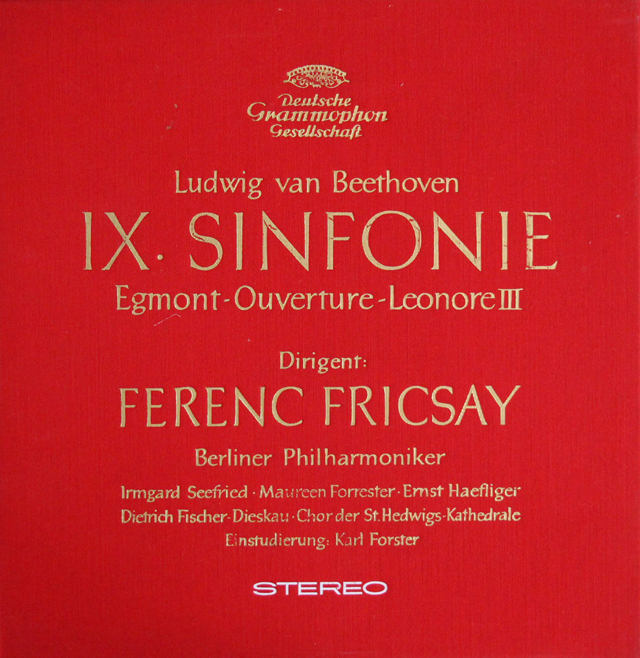 Deutsche
Grammophon
Gesellschaft
Ludwig van Beethoven
IX. SINFONIE
Egmont-Ouverture-Leonore III
Dirigent:
FERENC FRICSAY
Berliner Philharmoniker
Irmgard Seefried · Maureen Forrester · Ernst Haefliger
Dietrich Fischer-Dieskau · Chor der St. Hedwigs-Kathedrale
Einstudierung: Karl Forster
STEREO